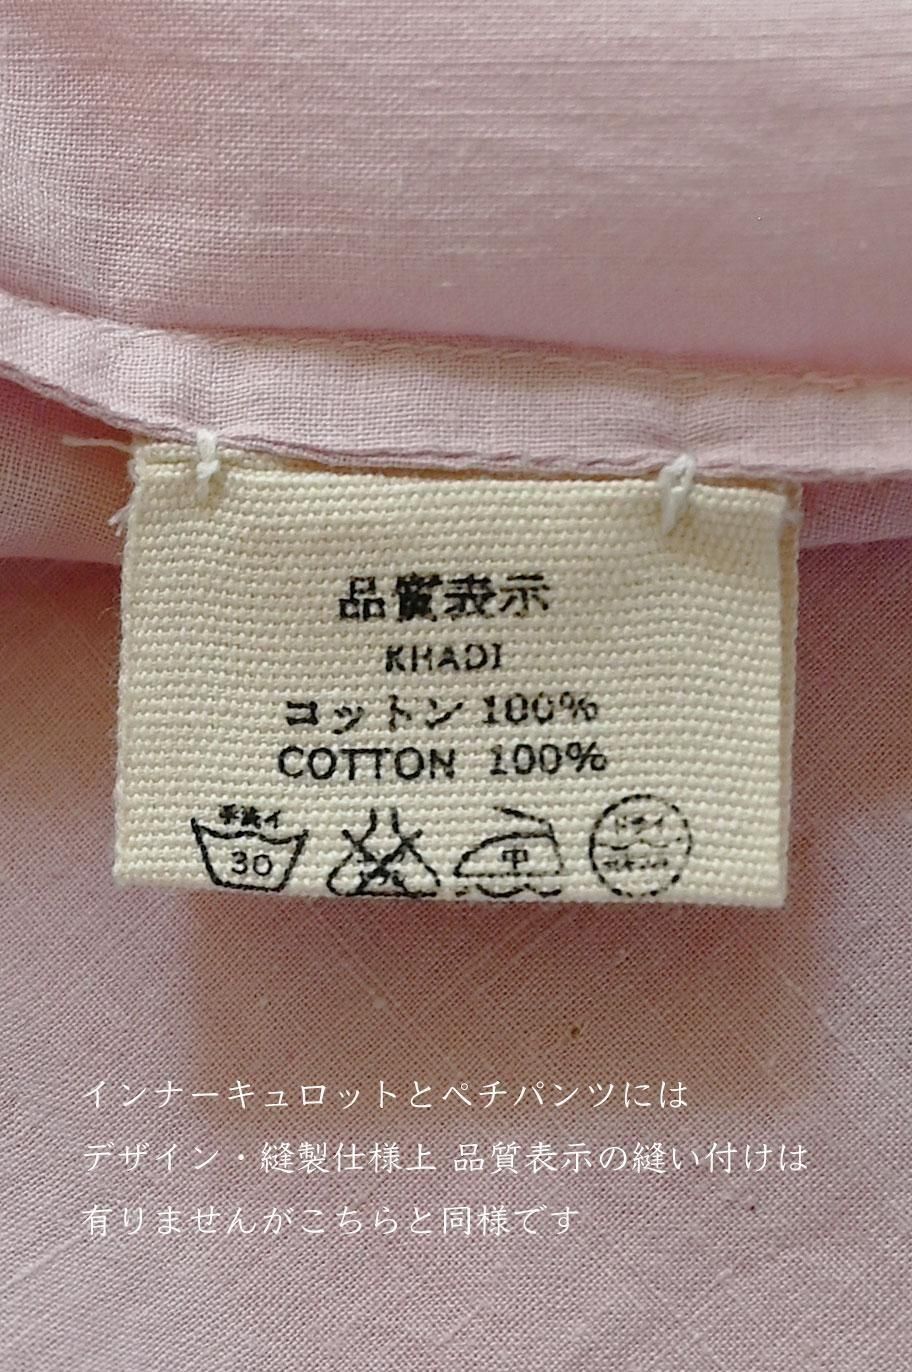 品質表示
KHADI
コットン 100%
COTTON 100%
手洗イ
30
中
ドライ
インナーキュロットとペチパンツには
デザイン・縫製仕様上 品質表示の縫い付けは
有りませんがこちらと同様です